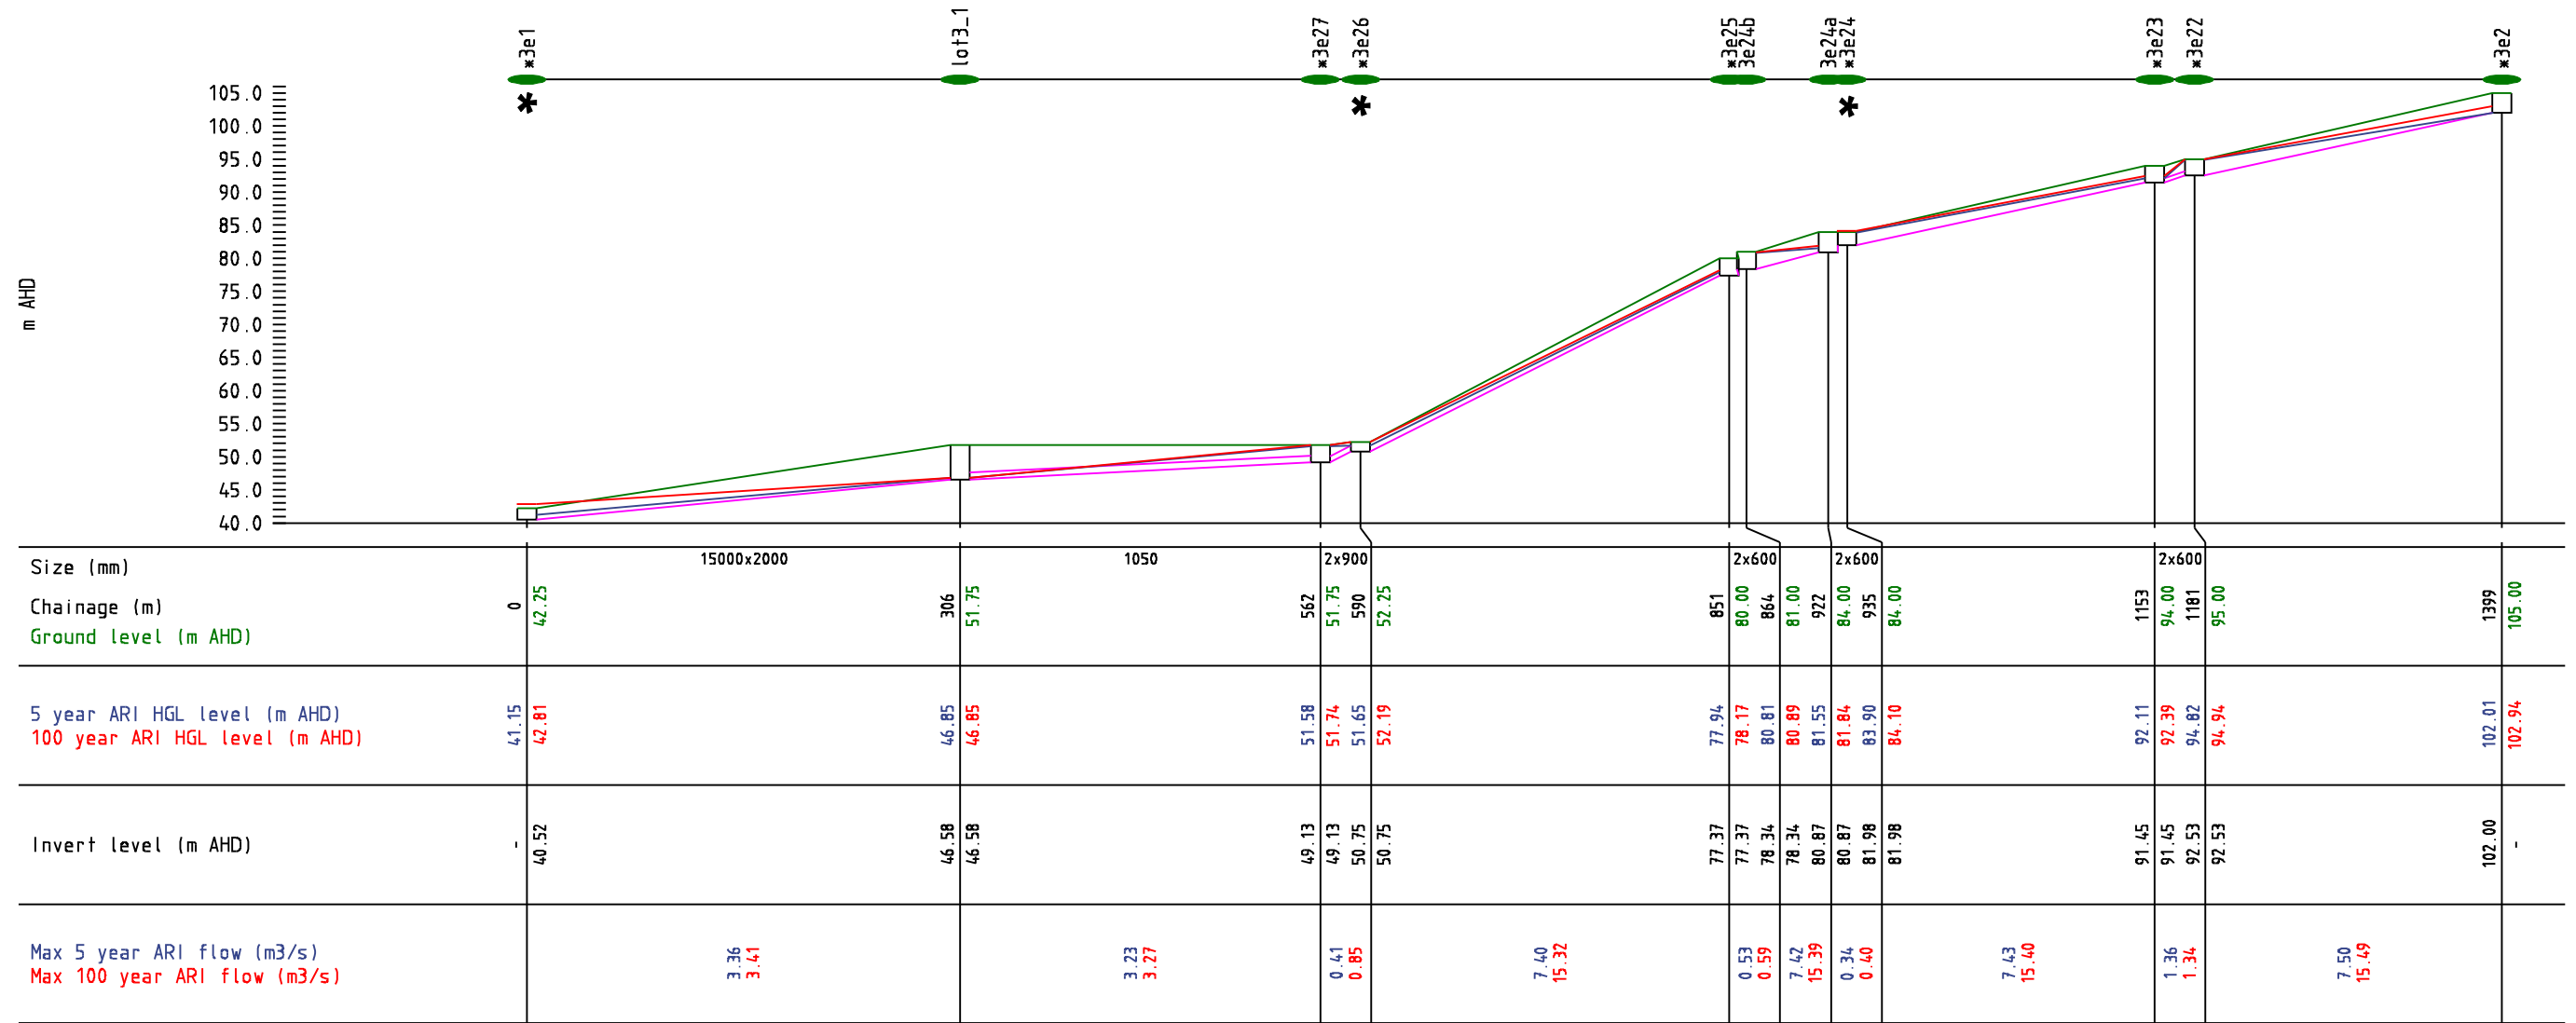 *3e1 lot3_1 *3e27 *3e26 *3e25 3e24b 3e24a *3e24 *3e23 *3e22 *3e2
* * *
m AHD
105.0
100.0
95.0
90.0
85.0
80.0
75.0
70.0
65.0
60.0
55.0
50.0
45.0
40.0
Size (mm) 15000x2000 1050 2x900 2x600 2x600 2x600
Chainage (m) 0 306 562 590 851 864 922 935 1153 1181 1399
Ground level (m AHD) 42.25 51.75 51.75 52.25 80.00 81.00 84.00 84.00 94.00 95.00 105.00
5 year ARI HGL level (m AHD) 41.15 46.85 51.58 51.65 77.94 80.81 81.55 83.90 92.11 94.82 102.01
100 year ARI HGL level (m AHD) 42.81 46.85 51.74 52.19 78.17 80.89 81.84 84.10 92.39 94.94 102.94
Invert level (m AHD) - 40.52 46.58 46.58 49.13 49.13 50.75 50.75 77.37 77.37 78.34 78.34 80.87 80.87 81.98 81.98 91.45 91.45 92.53 92.53 102.00 -
Max 5 year ARI flow (m3/s) 3.36 3.23 0.41 7.40 0.53 7.42 0.34 7.43 1.36 7.50
Max 100 year ARI flow (m3/s) 3.41 3.27 0.85 15.32 0.59 15.39 0.40 15.40 1.34 15.49